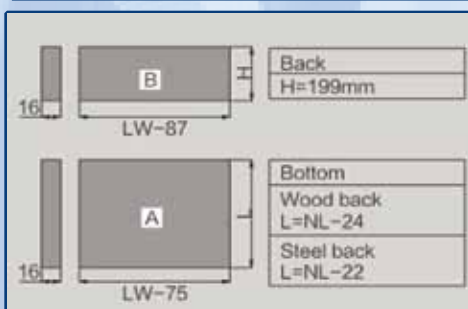 B
H
16
LW-87
Back
H=199mm
A
L
16
LW-75
Bottom
Wood back
L=NL-24
Steel back
L=NL-22